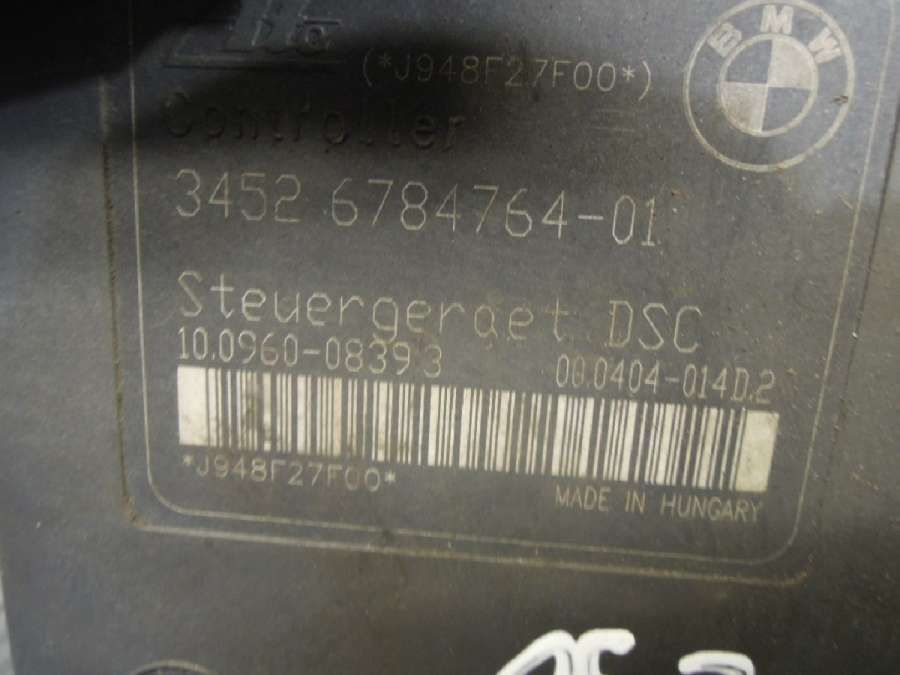 Ate
(*J948F27F00*)
BMW
Controller
3452 6784764-01
Steuergeraet DSC
10.0960-0839.3 00.0404-014D.2
*J948F27F00*
MADE IN HUNGARY